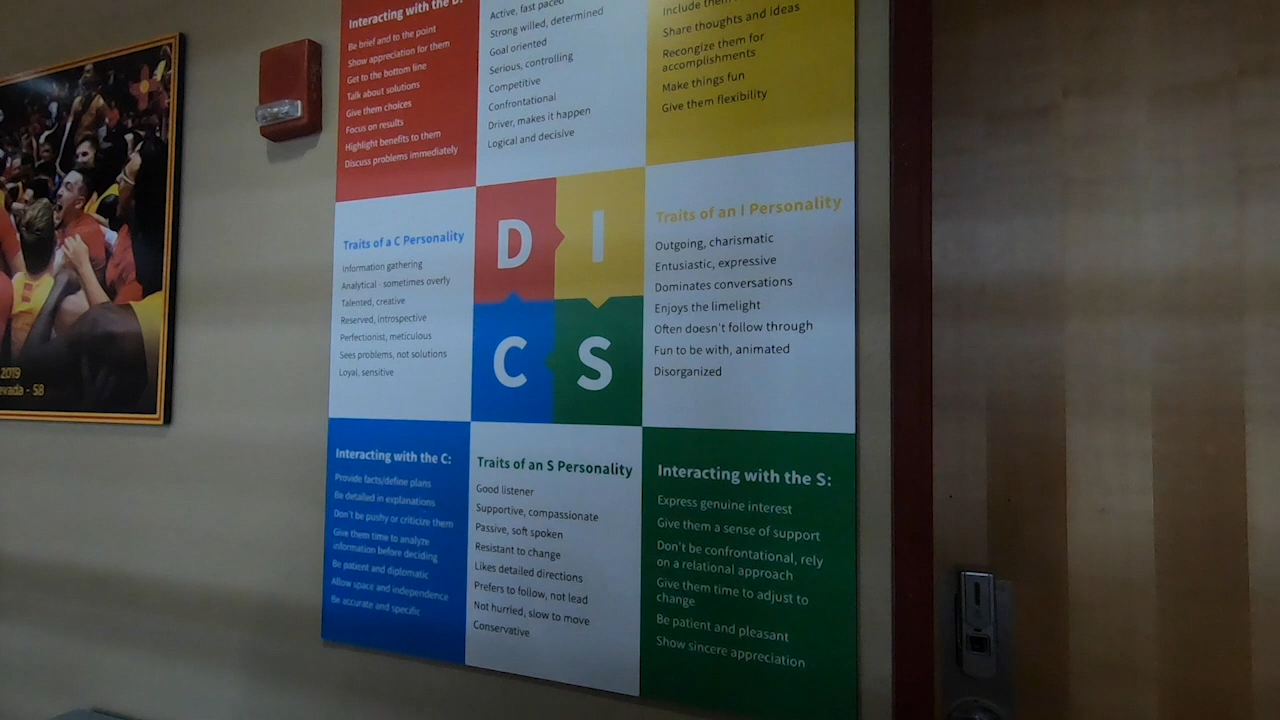 Interacting with the D:
Be brief and to the point
Show appreciation for them
Get to the bottom line
Talk about solutions
Give them choices
Focus on results
Highlight benefits to them
Discuss problems immediately
Active, fast paced
Strong willed, determined
Goal oriented
Serious, controlling
Competitive
Confrontational
Driver, makes it happen
Logical and decisive
Include
Share thoughts and ideas
Recongize them for
accomplishments
Make things fun
Give them flexibility
Traits of a C Personality
Information gathering
Analytical - sometimes overly
Talented, creative
Reserved, introspective
Perfectionist, meticulous
Sees problems, not solutions
Loyal, sensitive
D I
C S
Traits of an I Personality
Outgoing, charismatic
Entusiastic, expressive
Dominates conversations
Enjoys the limelight
Often doesn't follow through
Fun to be with, animated
Disorganized
Interacting with the C:
Provide facts/define plans
Be detailed in explanations
Don't be pushy or criticize them
Give them time to analyze
information before deciding
Be patient and diplomatic
Allow space and independence
Be accurate and specific
Traits of an S Personality
Good listener
Supportive, compassionate
Passive, soft spoken
Resistant to change
Likes detailed directions
Prefers to follow, not lead
Not hurried, slow to move
Conservative
Interacting with the S:
Express genuine interest
Give them a sense of support
Don't be confrontational, rely
on a relational approach
Give them time to adjust to
change
Be patient and pleasant
Show sincere appreciation
2019
evada - 58